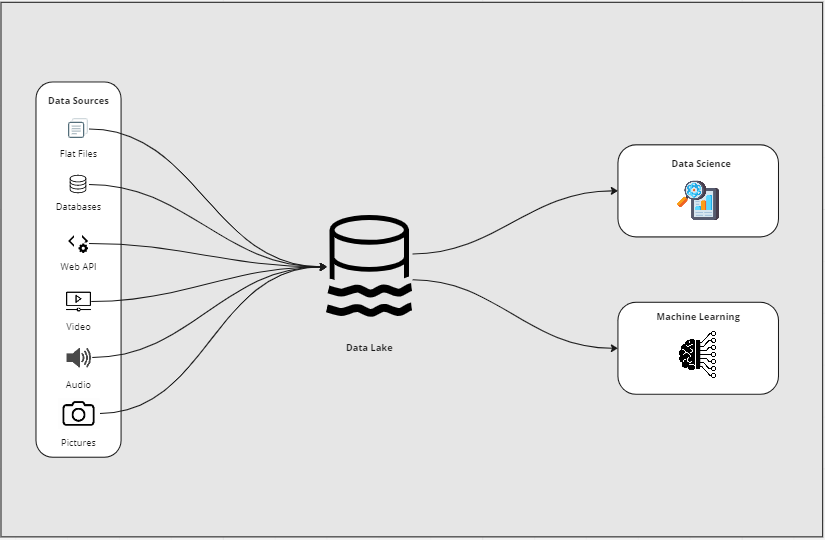 Data Sources
Flat Files
Databases
Web API
Video
Audio
Pictures
Data Lake
Data Science
Machine Learning